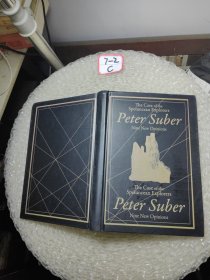 7-2
C
The Case of the
Speluncean Explorers
Peter Suber
Nine New Opinions
The Case of the
Speluncean Explorers
Peter Suber
Nine New Opinions